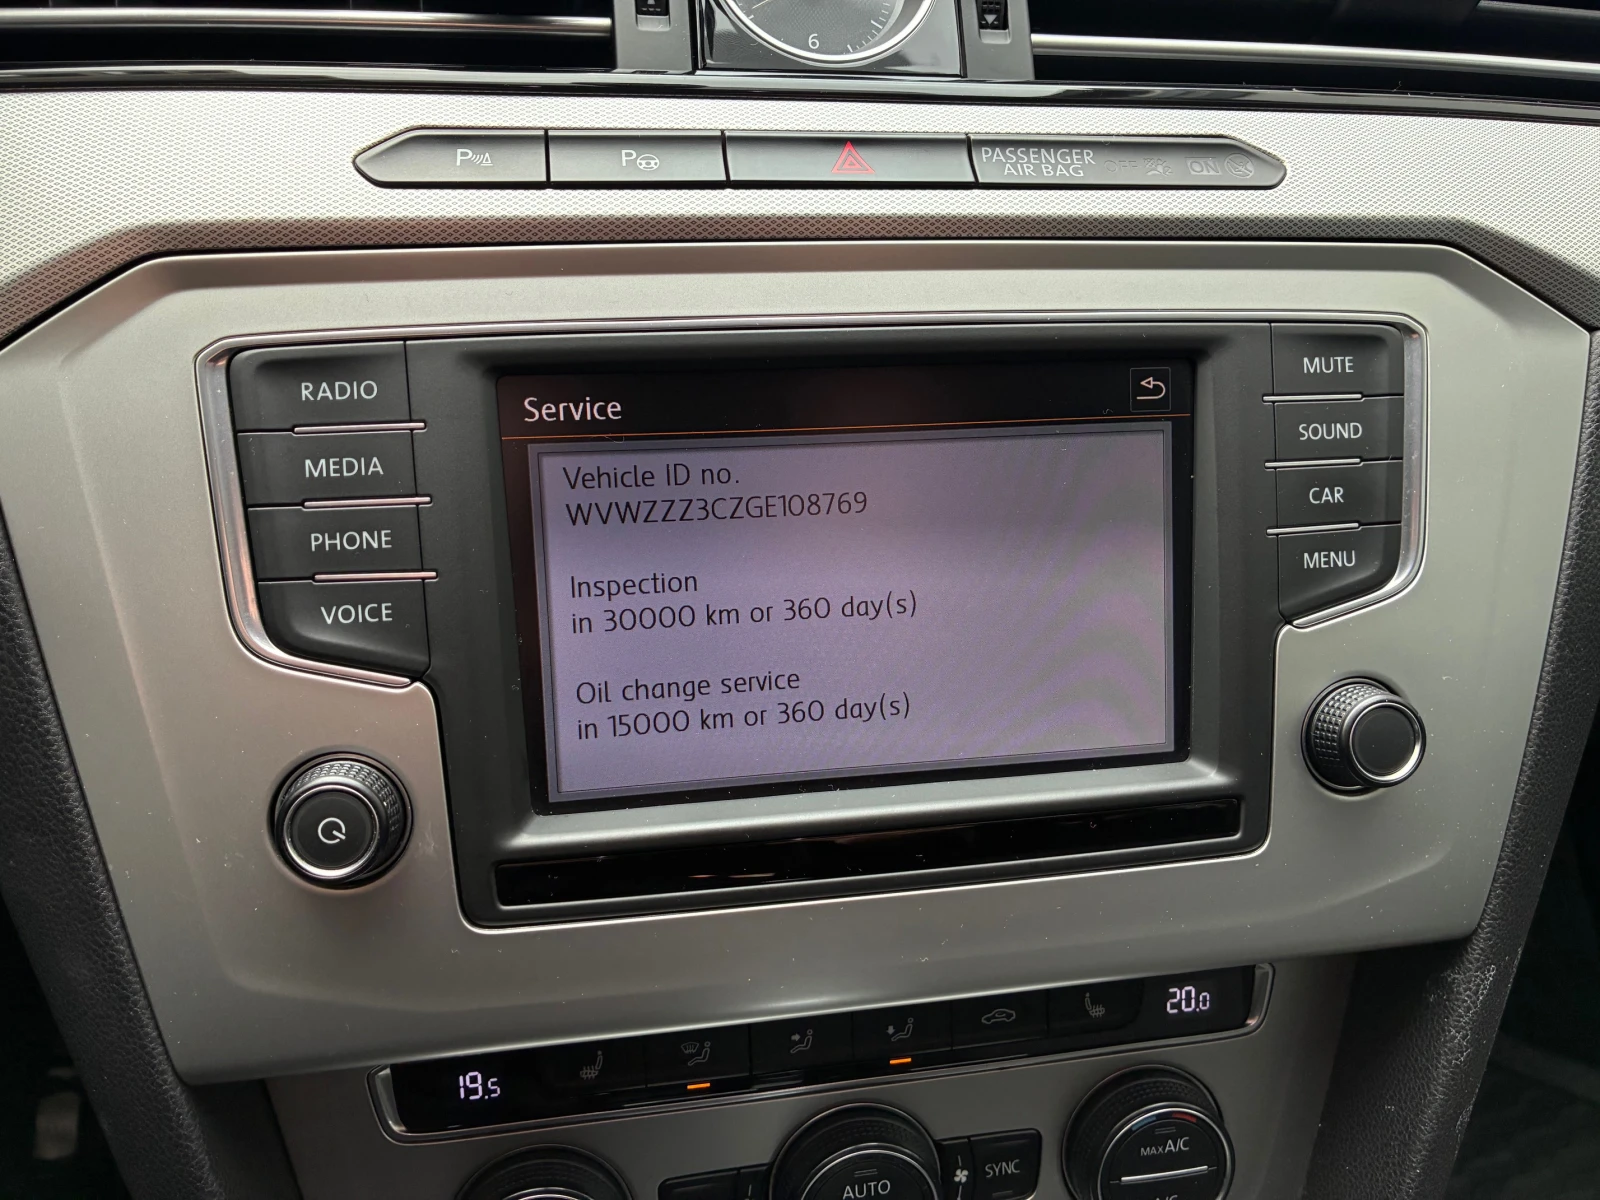 6
P
P
PASSENGER
AIR BAG
OFF
ON
RADIO
MEDIA
PHONE
VOICE
Service
Vehicle ID no.
WVWZZZ3CZGE108769
Inspection
in 30000 km or 360 day(s)
Oil change service
in 15000 km or 360 day(s)
MUTE
SOUND
CAR
MENU
19.5
20.0
AUTO
SYNC
MAX A/C
A/C